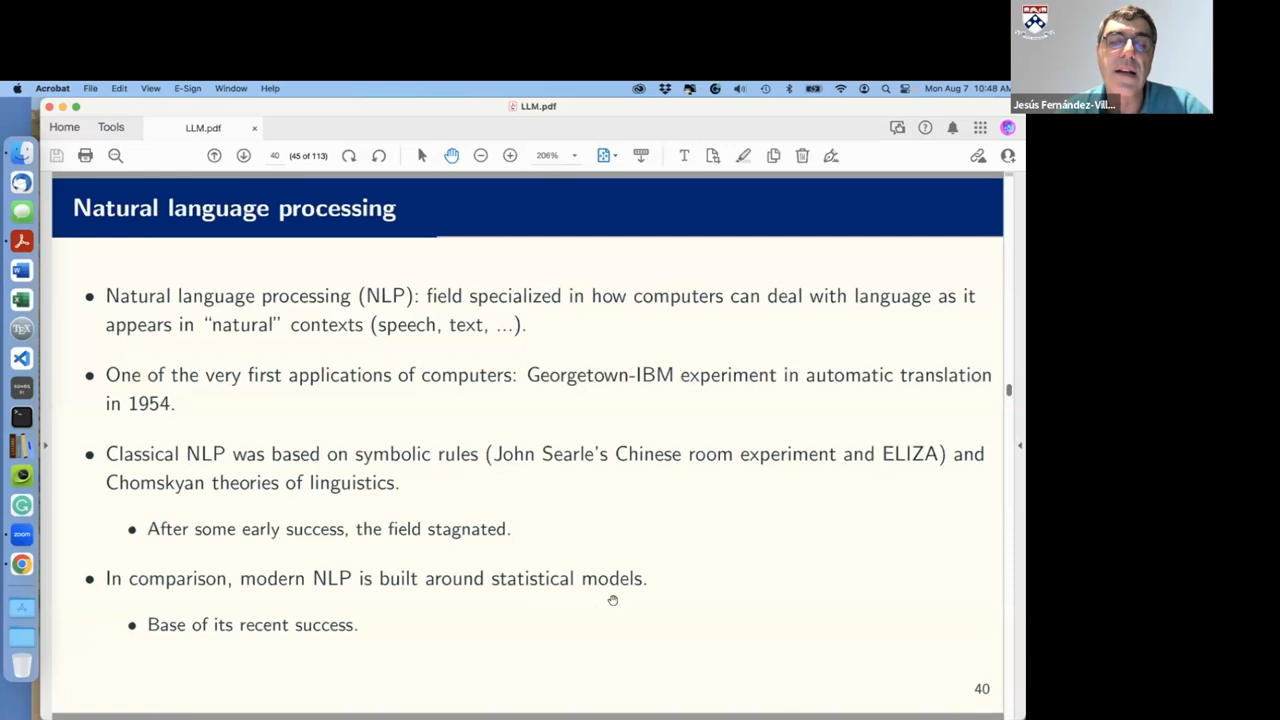 Jesús Fernández-Vill...
Acrobat File Edit View E-Sign Window Help Mon Aug 7 10:48 AM
LLM.pdf
Home Tools LLM.pdf ×
40 (45 of 113) 206%
Natural language processing
• Natural language processing (NLP): field specialized in how computers can deal with language as it
appears in “natural” contexts (speech, text, ...).
• One of the very first applications of computers: Georgetown-IBM experiment in automatic translation
in 1954.
• Classical NLP was based on symbolic rules (John Searle's Chinese room experiment and ELIZA) and
Chomskyan theories of linguistics.
• After some early success, the field stagnated.
• In comparison, modern NLP is built around statistical models.
• Base of its recent success.
zoom
40